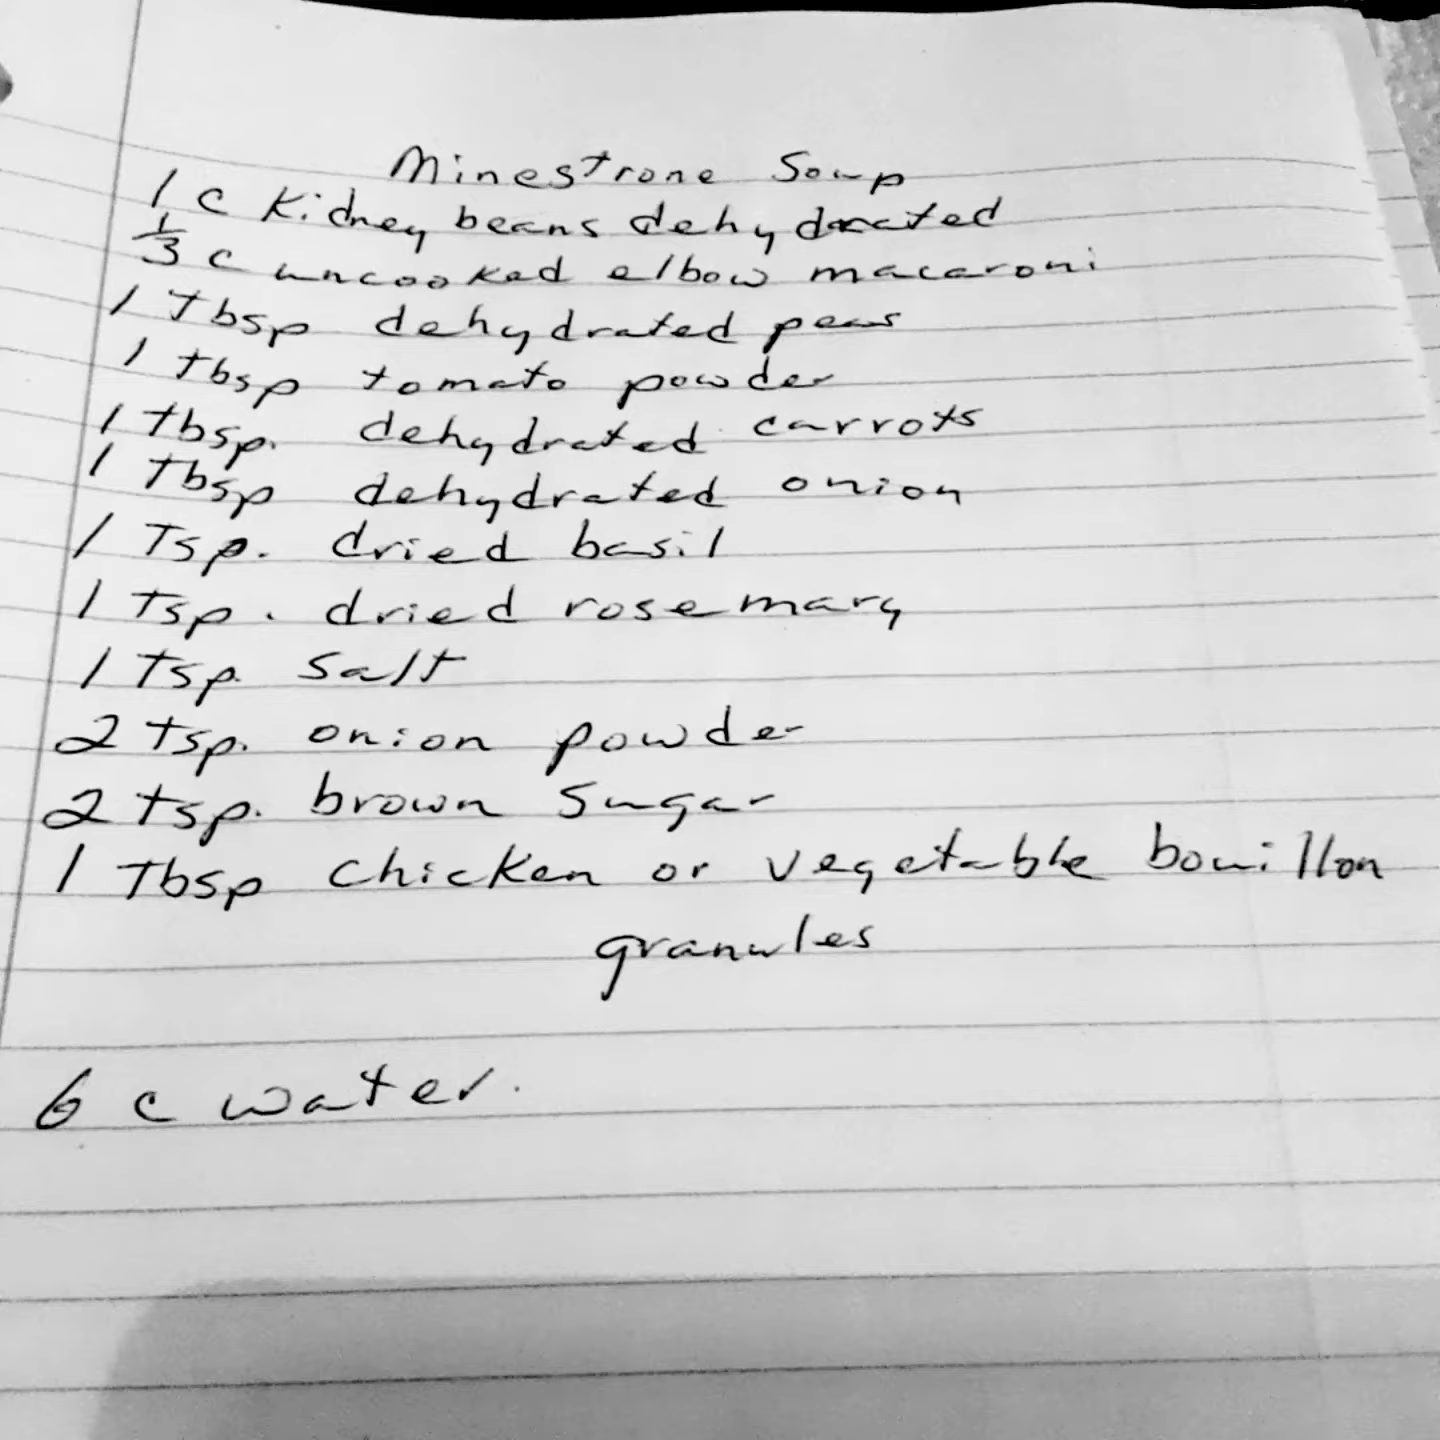 Minestrone Soup
1 c Kidney beans dehydrated
1/3 c uncooked elbow macaroni
1 Tbsp dehydrated peas
1 Tbsp tomato powder
1 Tbsp. dehydrated carrots
1 Tbsp dehydrated onion
1 Tsp. dried basil
1 Tsp. dried rosemary
1 Tsp. Salt
2 tsp. onion powder
2 tsp. brown Sugar
1 Tbsp Chicken or vegetable bouillon
granules
6 c water.